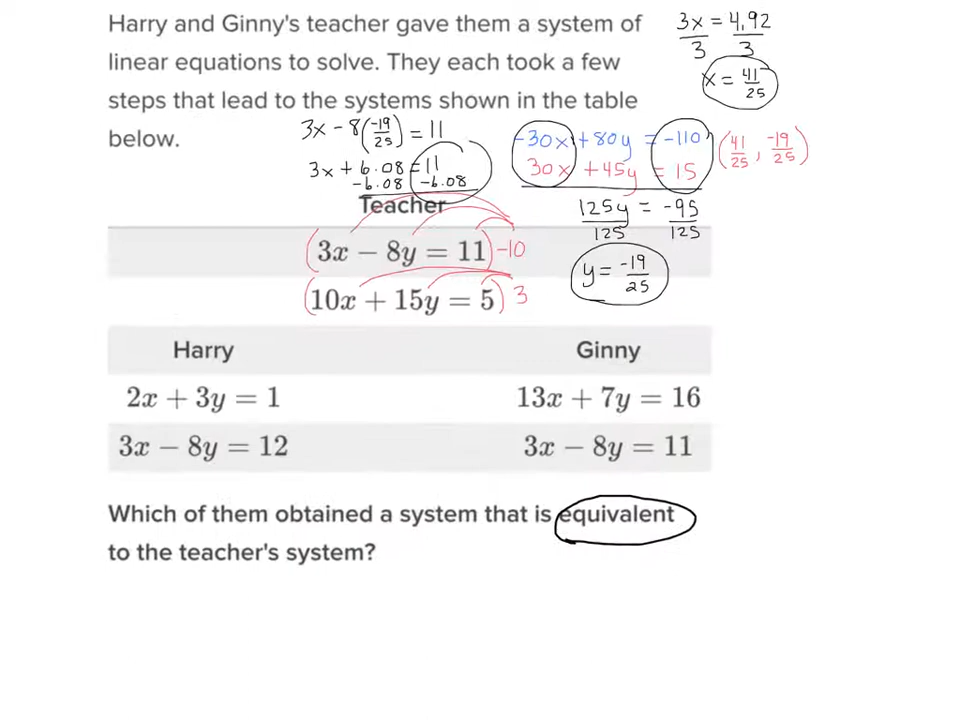 Harry and Ginny's teacher gave them a system of
linear equations to solve. They each took a few
steps that lead to the systems shown in the table
below.
3x = 4.92
3 3
x = 41/25
3x - 8(-19/25) = 11
3x + 6.08 = 11
-6.08 -6.08
-30x + 80y = -110
30x + 45y = 15
(41/25, -19/25)
125y = -95
125 125
y = -19/25
Teacher
(3x − 8y = 11) -10
(10x + 15y = 5) 3
Harry Ginny
2x + 3y = 1 13x + 7y = 16
3x − 8y = 12 3x − 8y = 11
Which of them obtained a system that is equivalent
to the teacher's system?